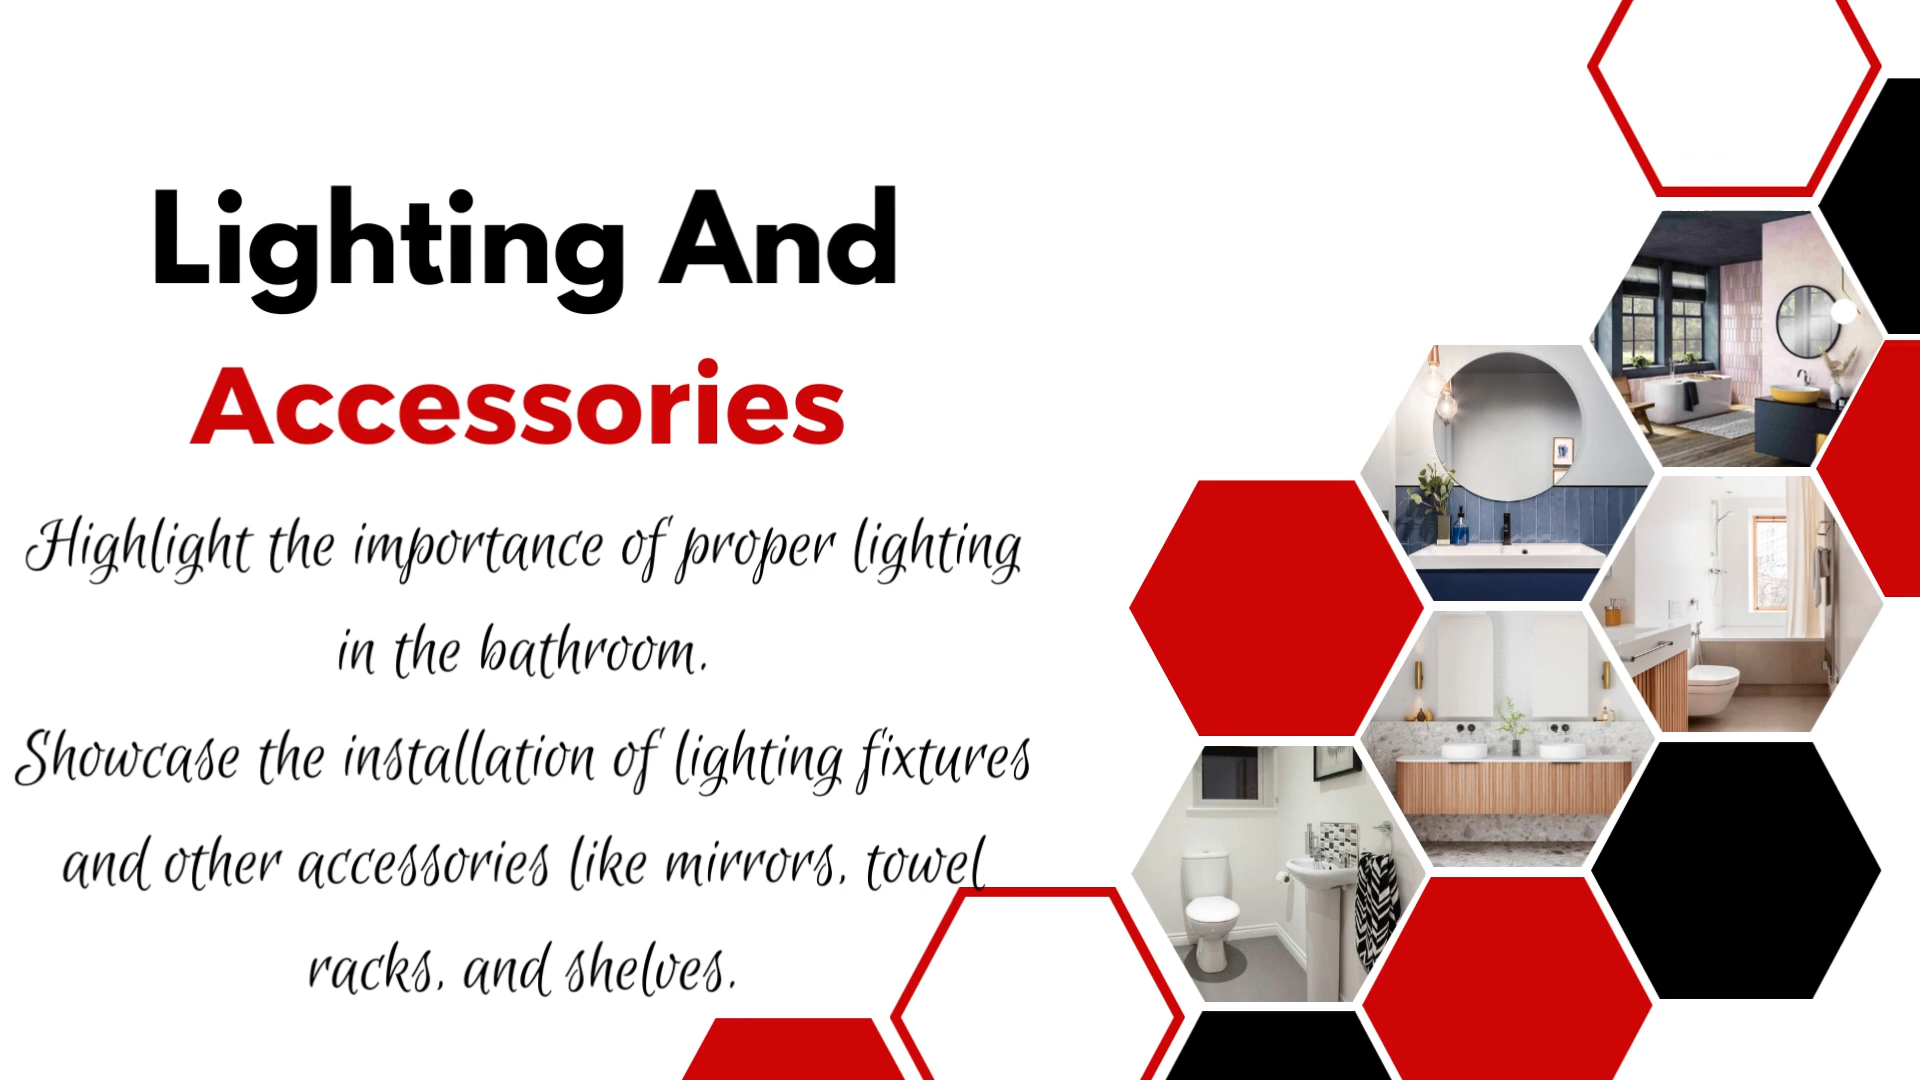 Lighting And
Accessories
Highlight the importance of proper lighting
in the bathroom.
Showcase the installation of lighting fixtures
and other accessories like mirrors, towel
racks, and shelves.